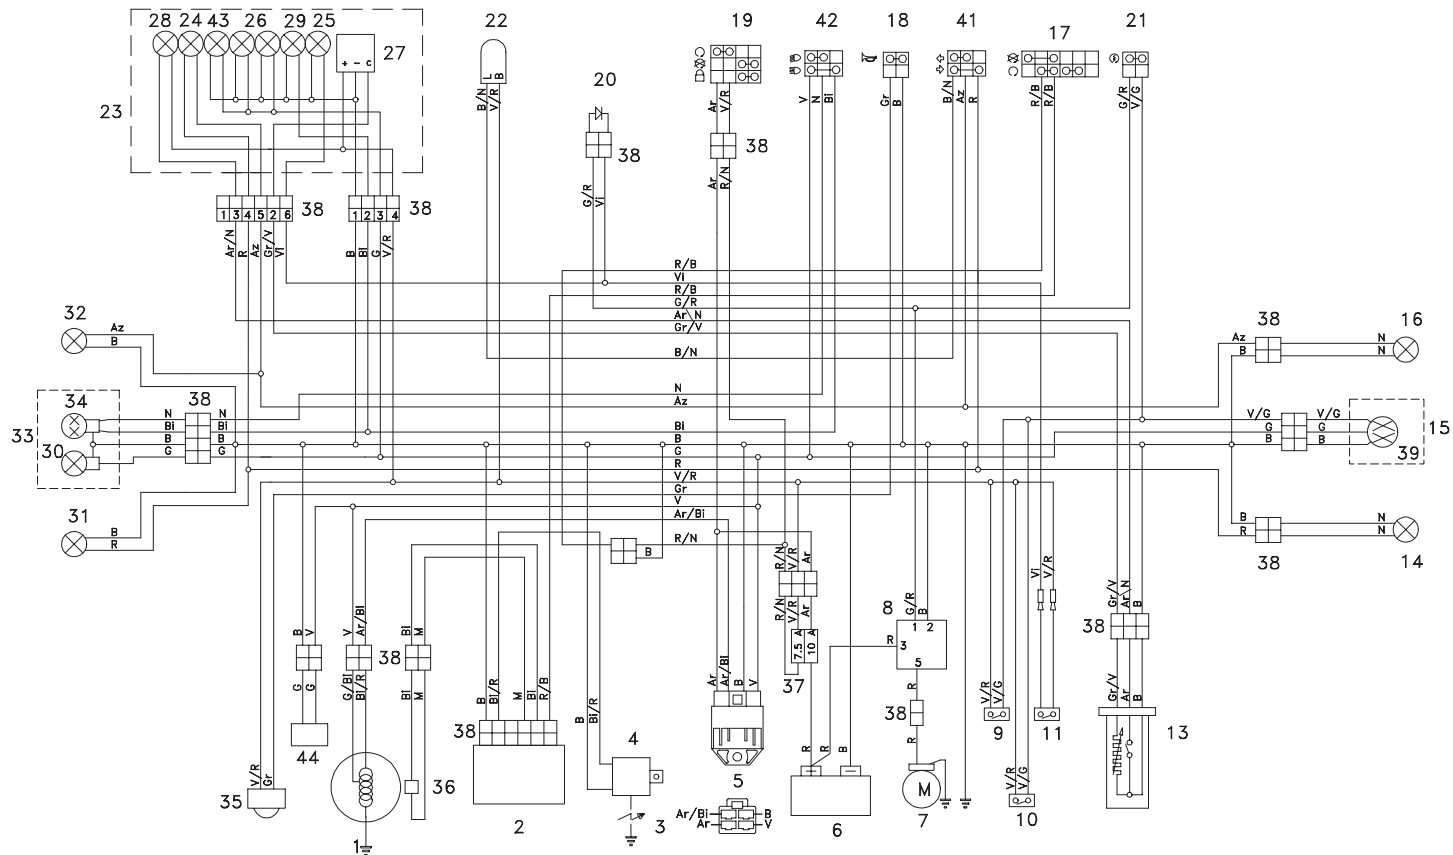 28 24 43 26 29 25
22
19
42
18
41
17
21
27
+ - C
20
23
L B
B/N V/R
Ar V/R
V N Bi
Gr B
B/N Az R
R/B R/B
G/R V/G
38
38
G/R Vi
Ar R/N
1 3 4 5 2 6
38
1 2 3 4
38
Ar/N R Az Gr/V Vi
B Bi G V/R
R/B
Vi
R/B
G/R
Ar\N
Gr/V
B/N
N
Az
Bi
B
G
R
V/R
Gr
V
Ar/Bi
R/N
32
Az
B
38
16
Az
B
N
N
34
33
30
38
N N
Bi Bi
B B
G G
V/G V/G
G G
B B
15
39
31
B
R
B
R
N
N
38
14
B
R/N V/R Ar
R/N V/R Ar
7.5 A
10 A
37
Vi V/R
Gr/V Ar\N B
38
B V
V Ar/Bi
38
Bi M
G G
G/Bi Bi/R
Bi M
B Bi/R M Bi R/B
38
B Bi/R
Ar Ar/Bi B V
8
G/R B
1 2
3
5
R
R
38
R
R R B
V/R V/G
9
11
V/R V/G
10
Gr/V Ar B
13
44
V/R Gr
35
1
36
2
4
3
5
Ar/Bi B
Ar V
6
M
7